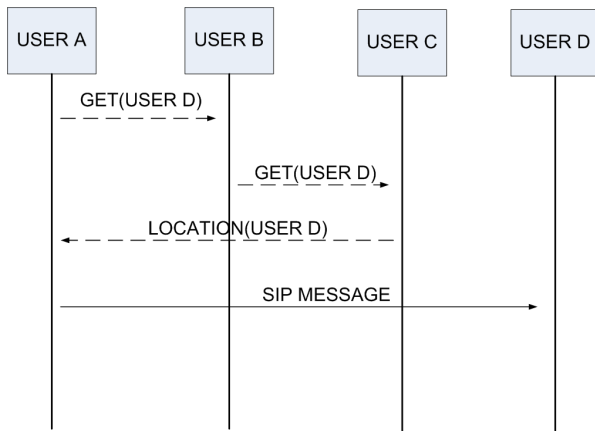 USER A
USER B
USER C
USER D
GET(USER D)
GET(USER D)
LOCATION(USER D)
SIP MESSAGE